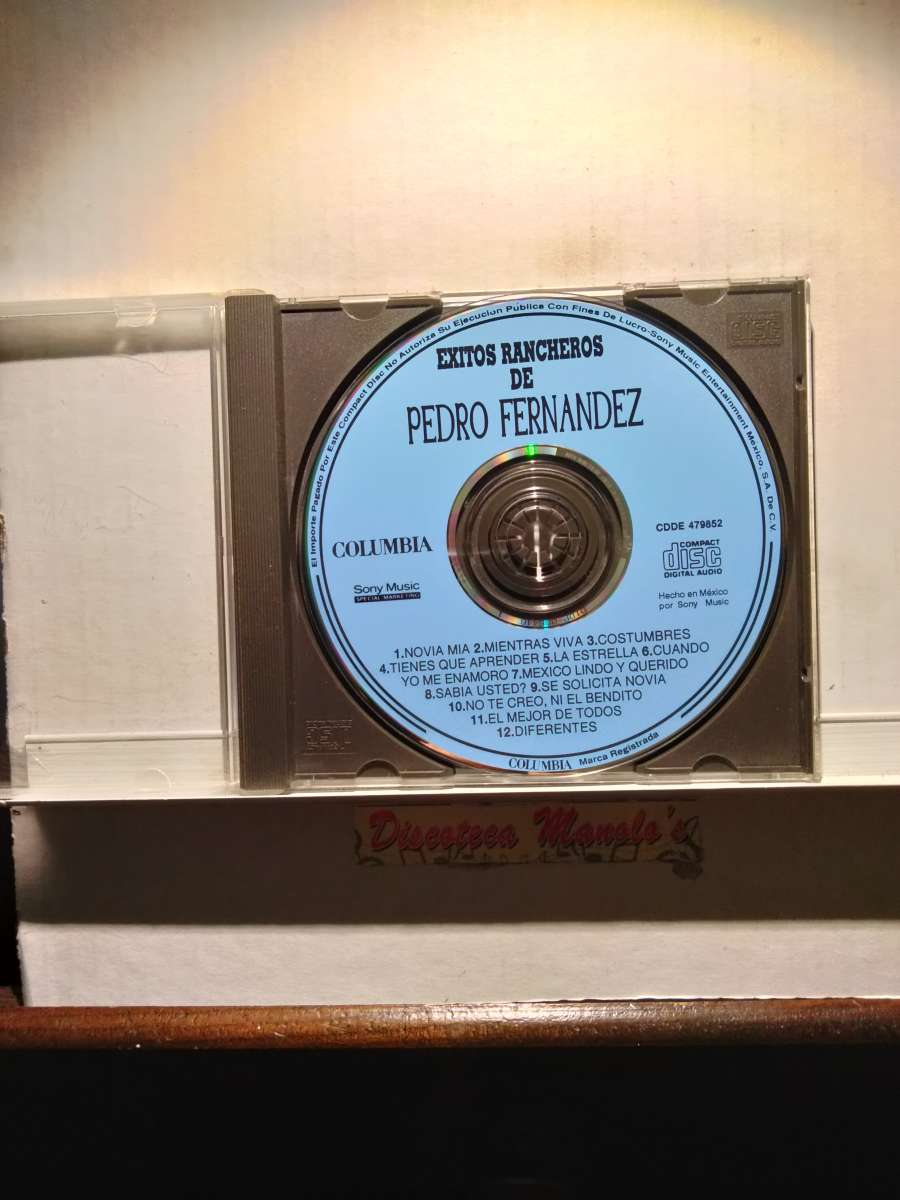 El Importe Pagado Por Este Compact Disc No Autoriza Su Ejecuciun Publica Con Fines De Lucro-Sony Music Entertainment México, S.A. De C.V.
EXITOS RANCHEROS
DE
PEDRO FERNANDEZ
COLUMBIA
Sony Music
SPECIAL MARKETING
CDDE 479852
COMPACT
disc
DIGITAL AUDIO
Hecho en México
por Sony Music
1.NOVIA MIA 2.MIENTRAS VIVA 3.COSTUMBRES
4.TIENES QUE APRENDER 5.LA ESTRELLA 6.CUANDO
YO ME ENAMORO 7.MEXICO LINDO Y QUERIDO
8.SABIA USTED? 9.SE SOLICITA NOVIA
10.NO TE CREO, NI EL BENDITO
11.EL MEJOR DE TODOS
12.DIFERENTES
COLUMBIA Marca Registrada
Discoteca Manolo's